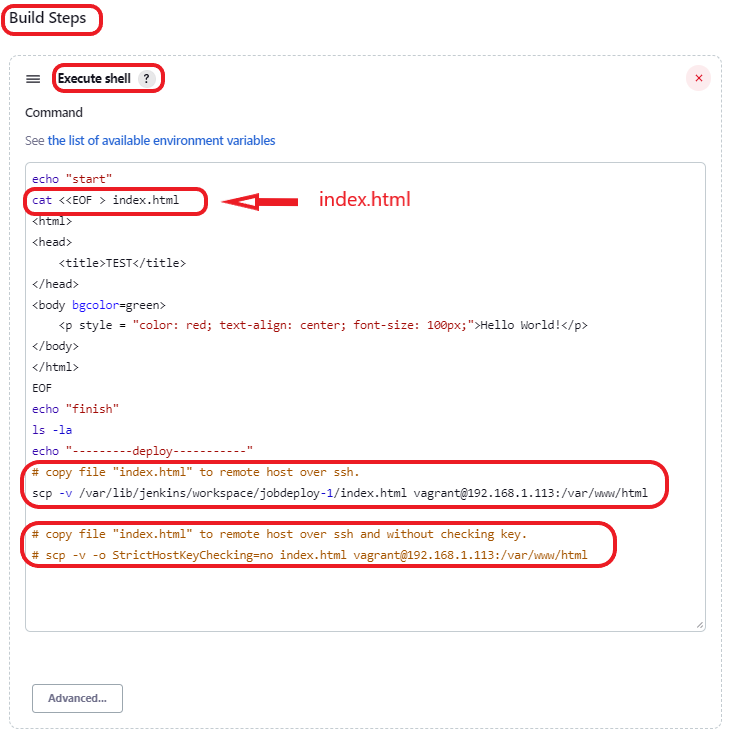 Build Steps
Execute shell ?
Command
See the list of available environment variables
echo "start"
cat <<EOF > index.html
index.html
<html>
<head>
    <title>TEST</title>
</head>
<body bgcolor=green>
    <p style = "color: red; text-align: center; font-size: 100px;">Hello World!</p>
</body>
</html>
EOF
echo "finish"
ls -la
echo "---------deploy-----------"
# copy file "index.html" to remote host over ssh.
scp -v /var/lib/jenkins/workspace/jobdeploy-1/index.html vagrant@192.168.1.113:/var/www/html
# copy file "index.html" to remote host over ssh and without checking key.
# scp -v -o StrictHostKeyChecking=no index.html vagrant@192.168.1.113:/var/www/html
Advanced...